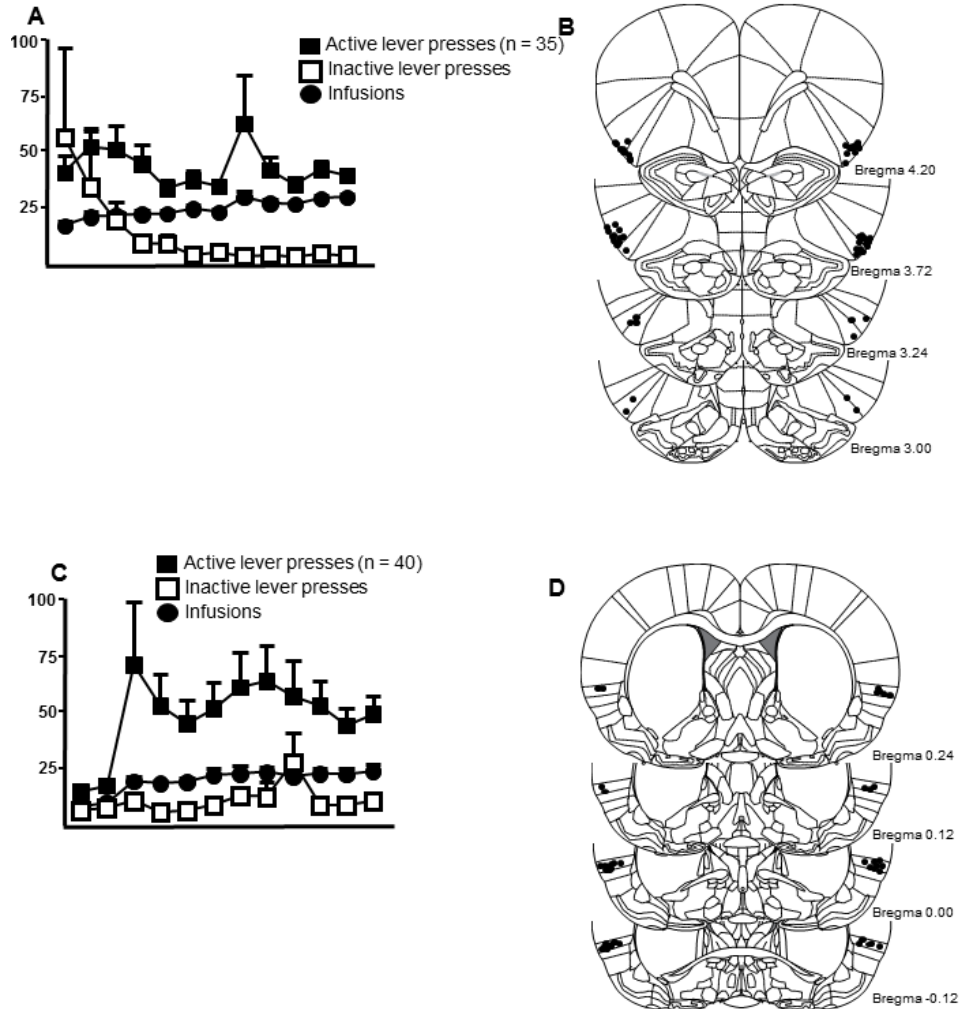 A
100
75
50
25
Active lever presses (n = 35)
Inactive lever presses
Infusions
B
Bregma 4.20
Bregma 3.72
Bregma 3.24
Bregma 3.00
C
100
75
50
25
Active lever presses (n = 40)
Inactive lever presses
Infusions
D
Bregma 0.24
Bregma 0.12
Bregma 0.00
Bregma -0.12